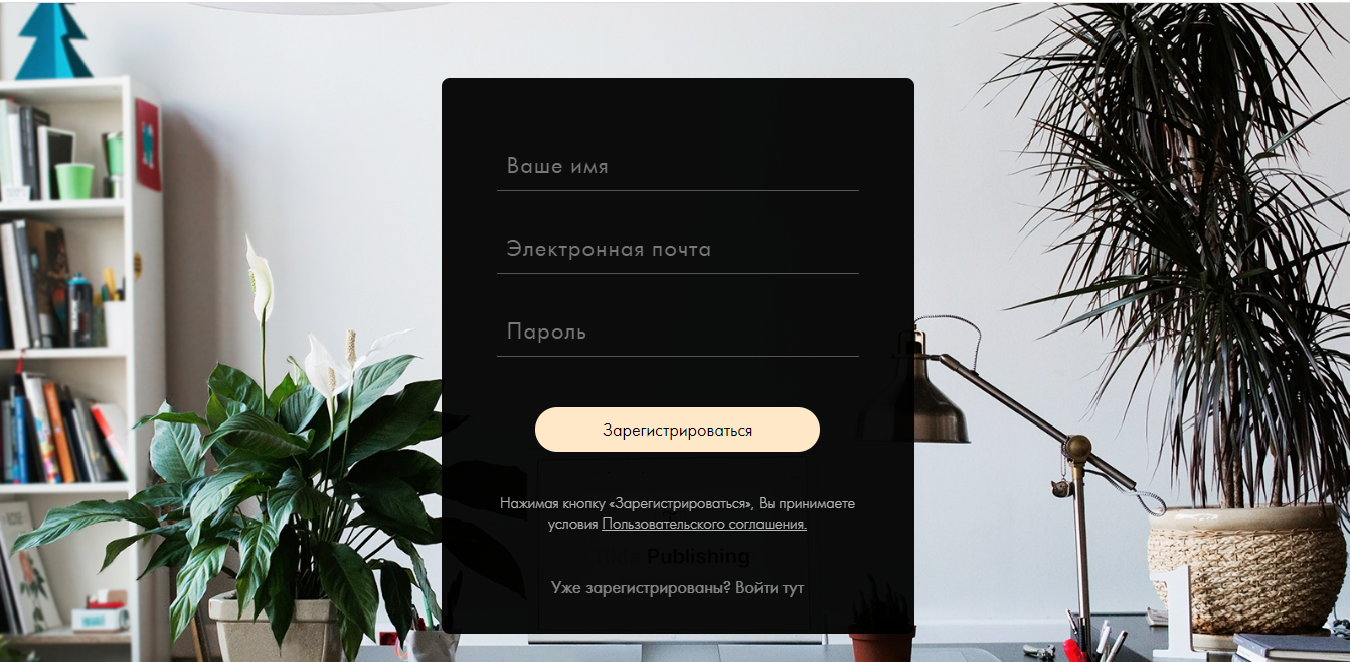 Ваше имя
Электронная почта
Пароль
Зарегистрироваться
Нажимая кнопку «Зарегистрироваться», Вы принимаете
условия Пользовательского соглашения.
Publishing
Уже зарегистрированы? Войти тут
1